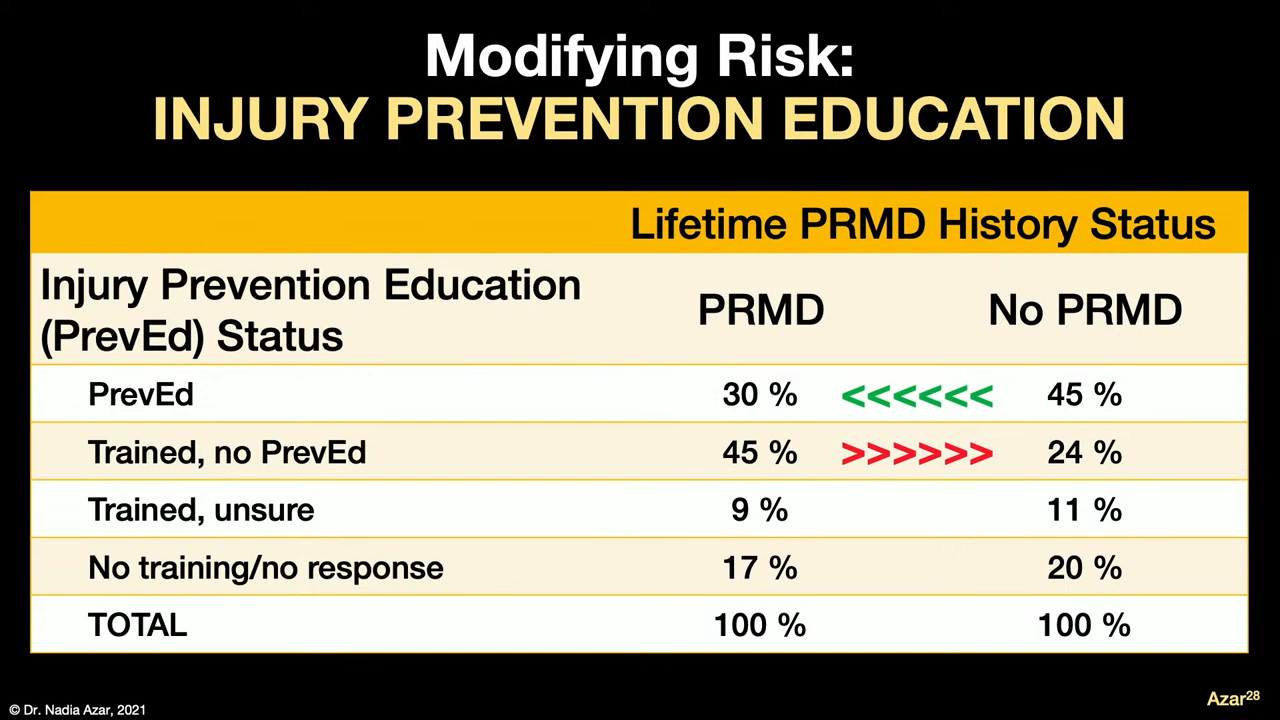 Modifying Risk:
INJURY PREVENTION EDUCATION
Lifetime PRMD History Status
Injury Prevention Education
(PrevEd) Status
PRMD
No PRMD
PrevEd 30 % <<<<<< 45 %
Trained, no PrevEd 45 % >>>>>> 24 %
Trained, unsure 9 % 11 %
No training/no response 17 % 20 %
TOTAL 100 % 100 %
© Dr. Nadia Azar, 2021
Azar28